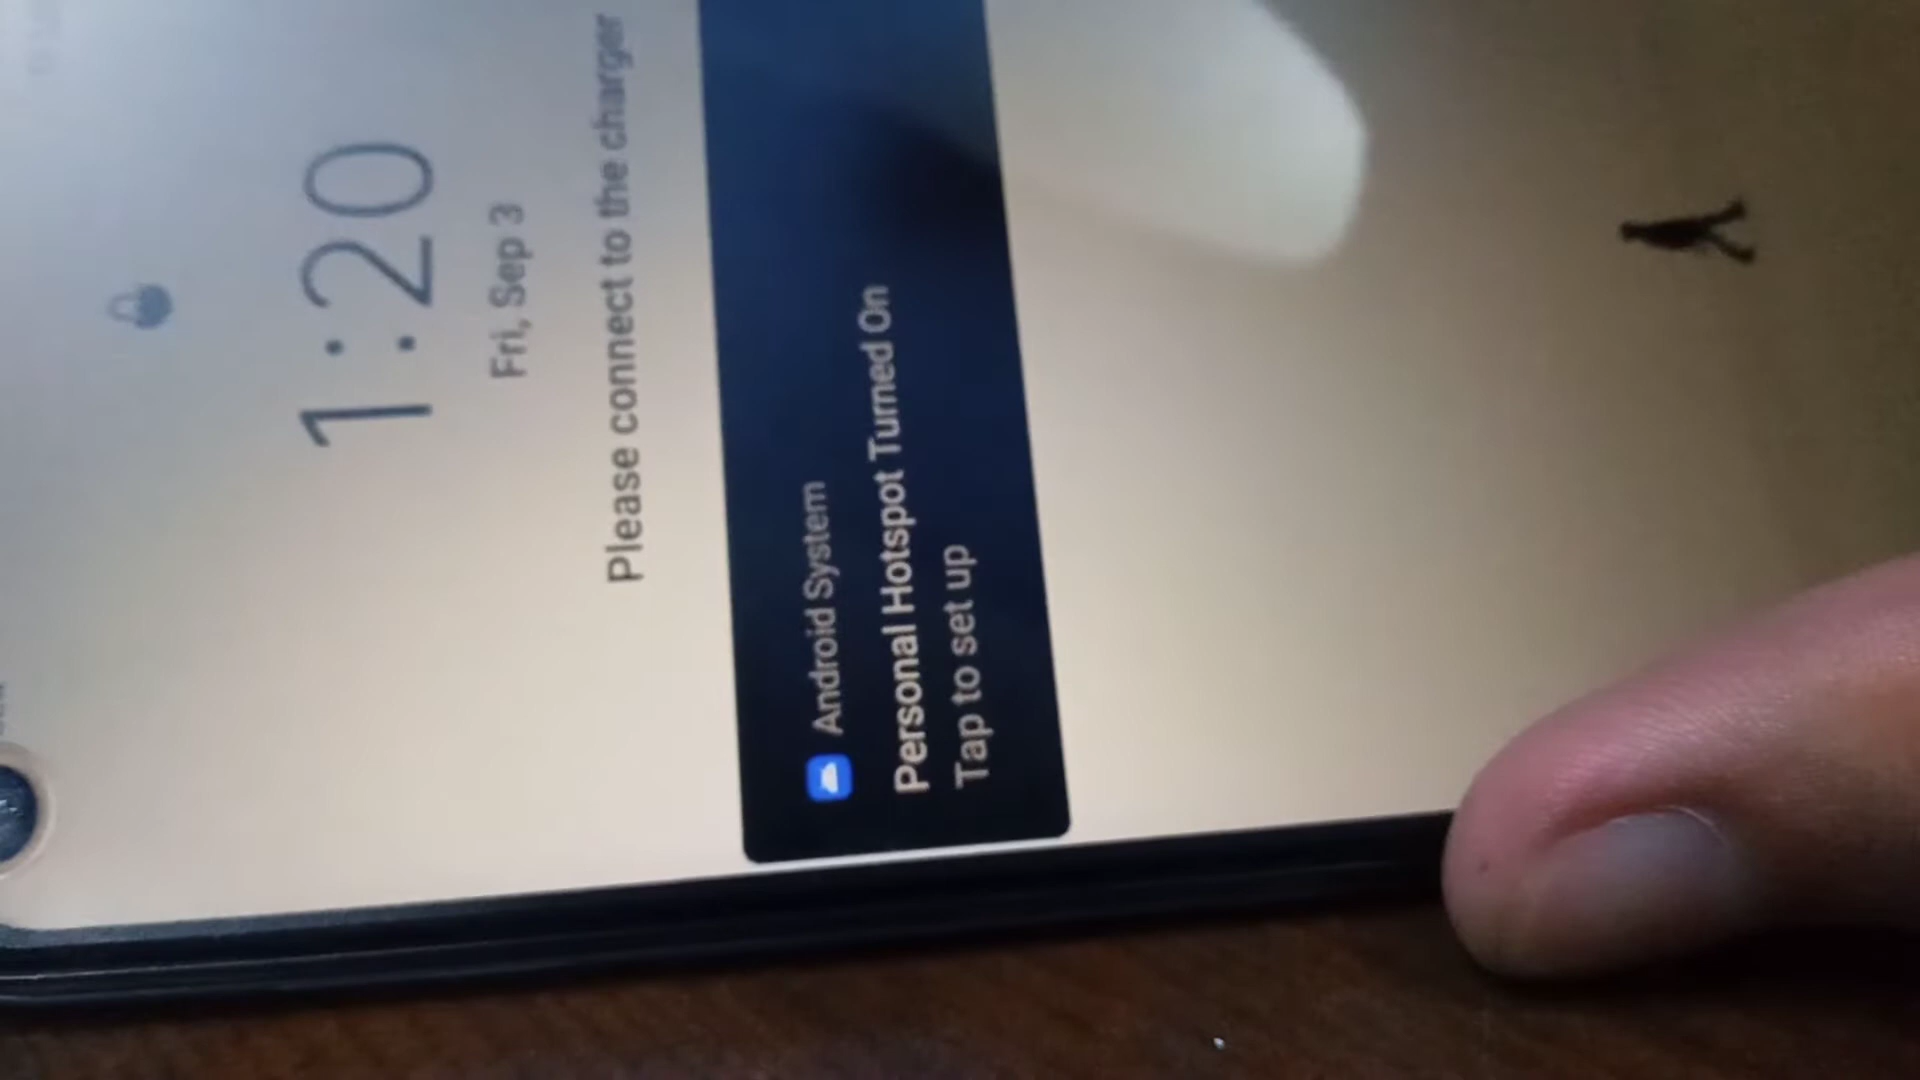 1:20
Fri, Sep 3
Please connect to the charger
Android System
Personal Hotspot Turned On
Tap to set up